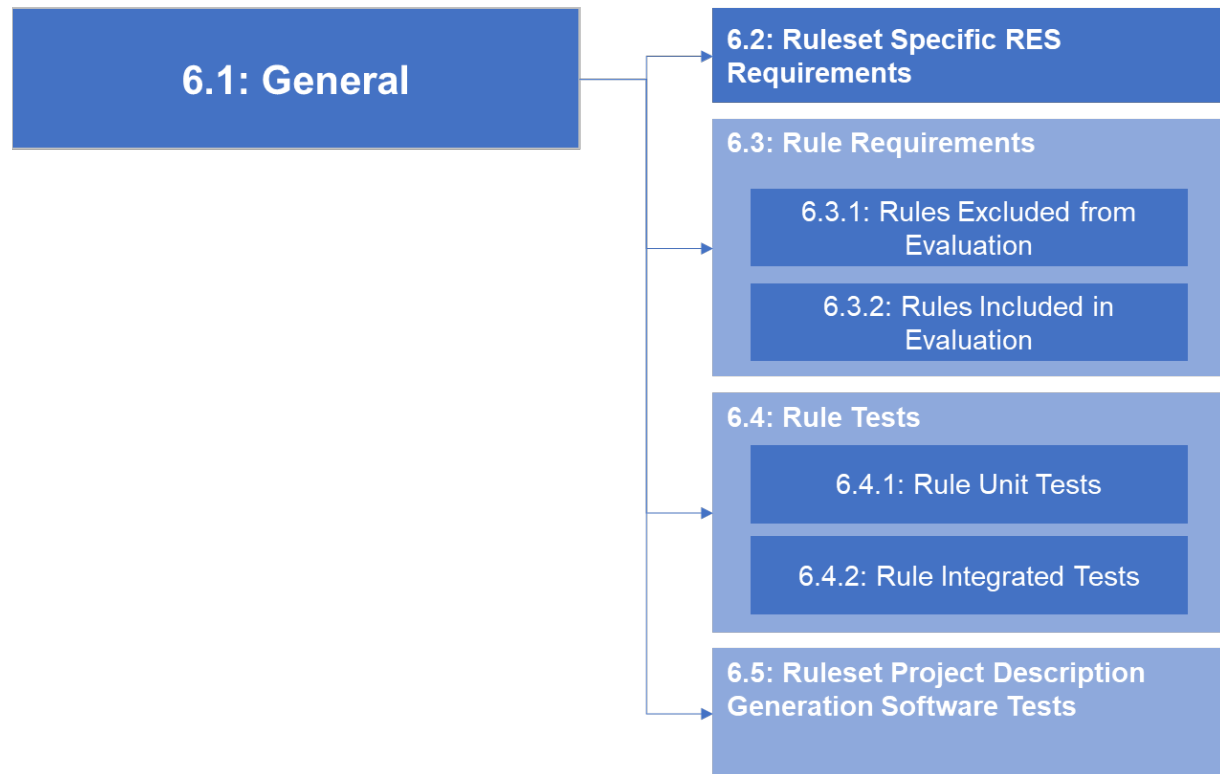 6.1: General
6.2: Ruleset Specific RES
Requirements
6.3: Rule Requirements
6.3.1: Rules Excluded from
Evaluation
6.3.2: Rules Included in
Evaluation
6.4: Rule Tests
6.4.1: Rule Unit Tests
6.4.2: Rule Integrated Tests
6.5: Ruleset Project Description
Generation Software Tests